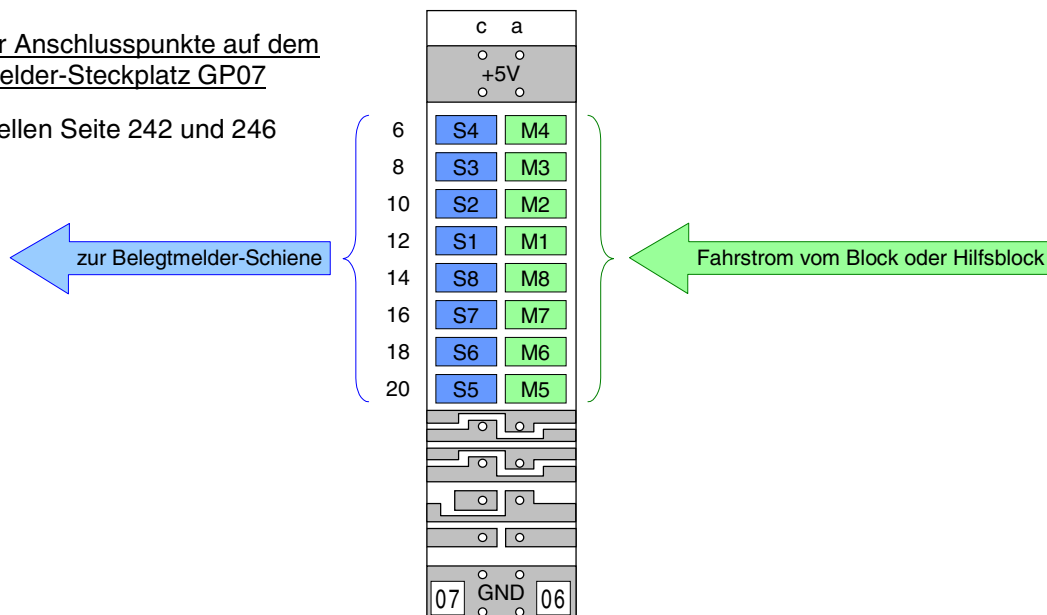 r Anschlusspunkte auf dem
elder-Steckplatz GP07
ellen Seite 242 und 246
c a
+5V
6 S4 M4
8 S3 M3
10 S2 M2
12 S1 M1
14 S8 M8
16 S7 M7
18 S6 M6
20 S5 M5
zur Belegtmelder-Schiene
Fahrstrom vom Block oder Hilfsblock
07 GND 06